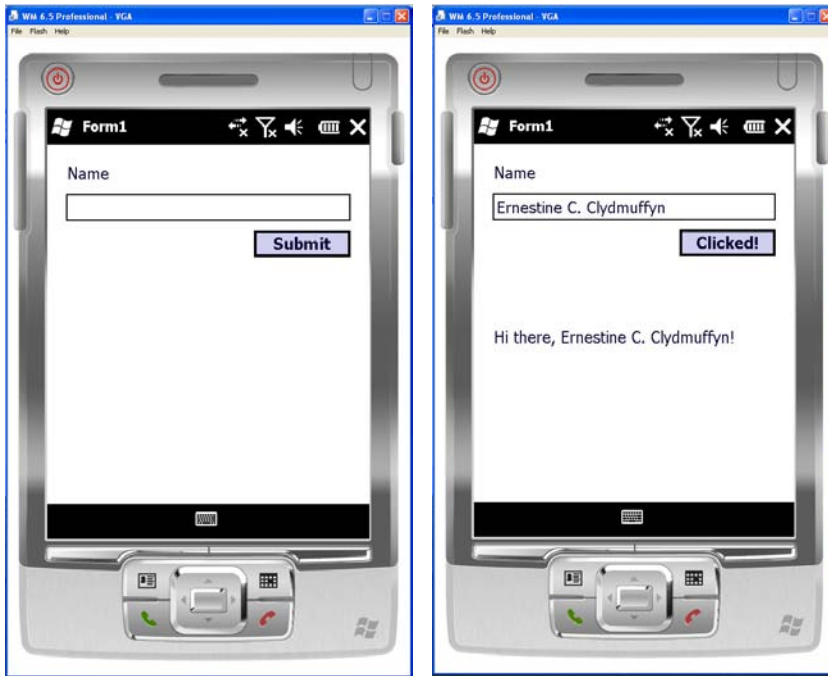 WM 6.5 Professional - VGA
File Flash Help
Form1
Name
Submit
WM 6.5 Professional - VGA
File Flash Help
Form1
Name
Ernestine C. Clydmuffyn
Clicked!
Hi there, Ernestine C. Clydmuffyn!